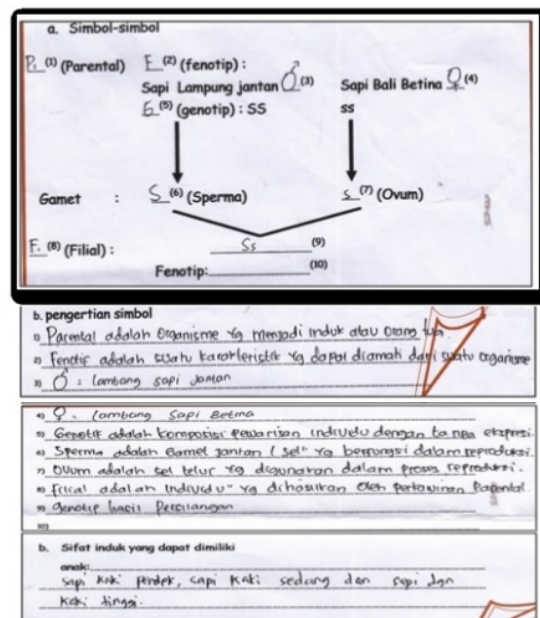 a. Simbol-simbol
P. (1) (Parental) F (2) (fenotip) :
Sapi Lampung jantan ♂ (3) Sapi Bali Betina ♀ (4)
G (5) (genotip) : SS ss
Gamet : S (6) (Sperma) s (7) (Ovum)
F. (8) (Filial) : Ss (9)
Fenotip: (10)
b. pengertian simbol
1) Parental adalah organisme yg menjadi induk atau orang tua.
2) Fenotif adalah suatu karakteristik yg dapat diamati dari suatu organisme
3) ♂ : lambang sapi Jantan
4) ♀ : lambang sapi Betina
5) Genotif adalah komposisi pewarisan individu dengan tanpa ekspresi.
6) Sperma adalah Gamet jantan (sel" yg berfungsi dalam reproduksi.
7) Ovum adalah sel telur yg digunakan dalam proses reproduksi.
8) filial adalah individu" yg dihasilkan oleh perkawinan Parental.
9) genotip hasil Persilangan
10)
b. Sifat induk yang dapat dimiliki
anak:
sapi kaki pendek, sapi kaki sedang dan sapi dgn
kaki tinggi.